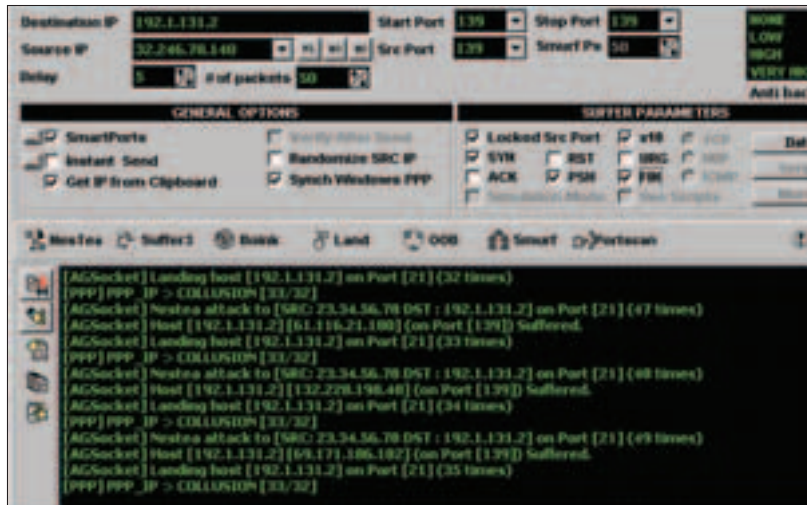 Destination IP 192.1.131.2 Start Port 139 Stop Port 139 NONE
LOW
Source IP 32.246.78.140 Src Port 139 Smurf Po 50 HIGH
Delay 5 # of packets 50 VERY
Anti
GENERAL OPTIONS SUFFER PARAMETERS
SmartPorts Locked Src Port x18
Instant Send Randomize SRC IP SYN RST URG
Get IP from Clipboard Synch Windows PPP ACK PSH FIN
NesTea Suffer3 Boink Land OOB Smurf Portscan
[AGSocket] Landing host [192.1.131.2] on Port [21] (32 times)
[PPP] PPP_IP > COLLUSION [33/32]
[AGSocket] Nestea attack to [SRC: 23.34.56.78 DST : 192.1.131.2] on Port [21] (47 times)
[AGSocket] Host [192.1.131.2] [61.116.21.188] (on Port [139]) Suffered.
[AGSocket] Landing host [192.1.131.2] on Port [21] (33 times)
[PPP] PPP_IP > COLLUSION [33/32]
[AGSocket] Nestea attack to [SRC: 23.34.56.78 DST : 192.1.131.2] on Port [21] (48 times)
[AGSocket] Host [192.1.131.2] [132.228.198.48] (on Port [139]) Suffered.
[AGSocket] Landing host [192.1.131.2] on Port [21] (34 times)
[PPP] PPP_IP > COLLUSION [33/32]
[AGSocket] Nestea attack to [SRC: 23.34.56.78 DST : 192.1.131.2] on Port [21] (49 times)
[AGSocket] Host [192.1.131.2] [69.171.186.182] (on Port [139]) Suffered.
[AGSocket] Landing host [192.1.131.2] on Port [21] (35 times)
[PPP] PPP_IP > COLLUSION [33/32]